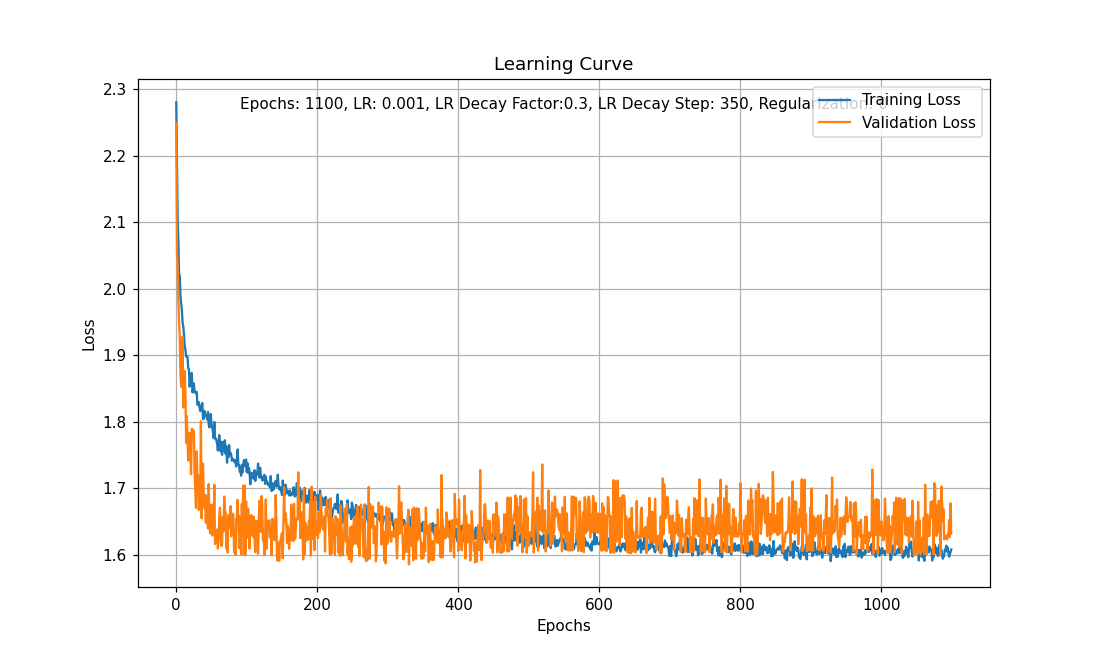 Learning Curve
2.3
Epochs: 1100, LR: 0.001, LR Decay Factor:0.3, LR Decay Step: 350, Regularization: 0
Training Loss
Validation Loss
2.2
2.1
2.0
1.9
1.8
1.7
1.6
Loss
0 200 400 600 800 1000
Epochs